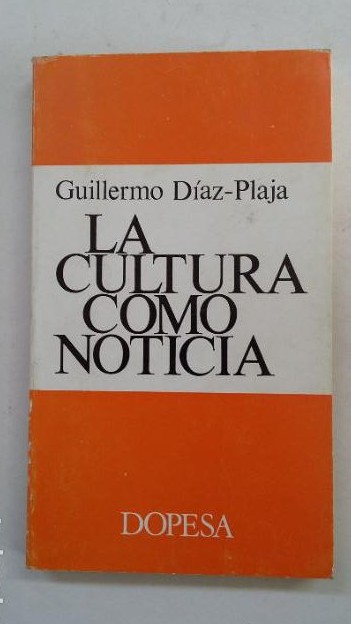 Guillermo Díaz-Plaja
LA
CULTURA
COMO
NOTICIA
DOPESA